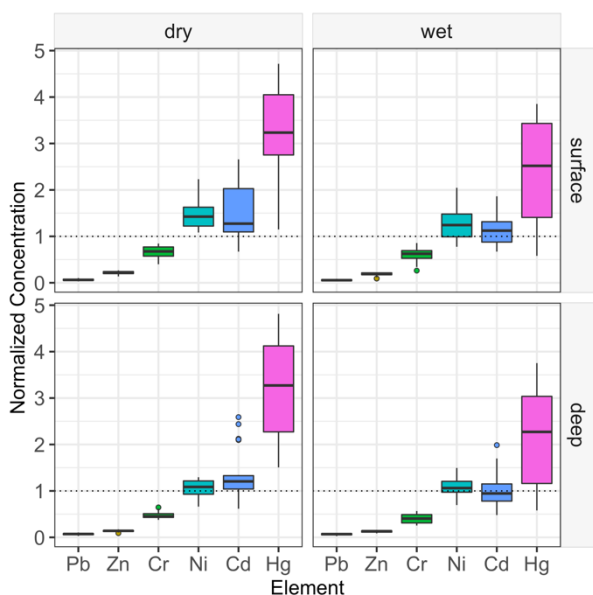 dry wet
Normalized Concentration
5
4
3
2
1
0
surface
5
4
3
2
1
0
deep
Pb Zn Cr Ni Cd Hg Pb Zn Cr Ni Cd Hg
Element